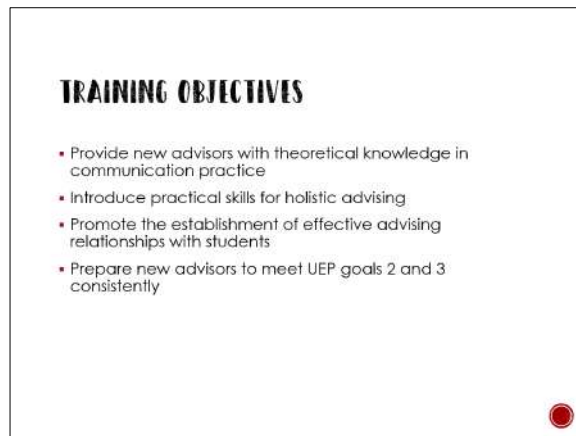 TRAINING OBJECTIVES
▪ Provide new advisors with theoretical knowledge in
communication practice
▪ Introduce practical skills for holistic advising
▪ Promote the establishment of effective advising
relationships with students
▪ Prepare new advisors to meet UEP goals 2 and 3
consistently